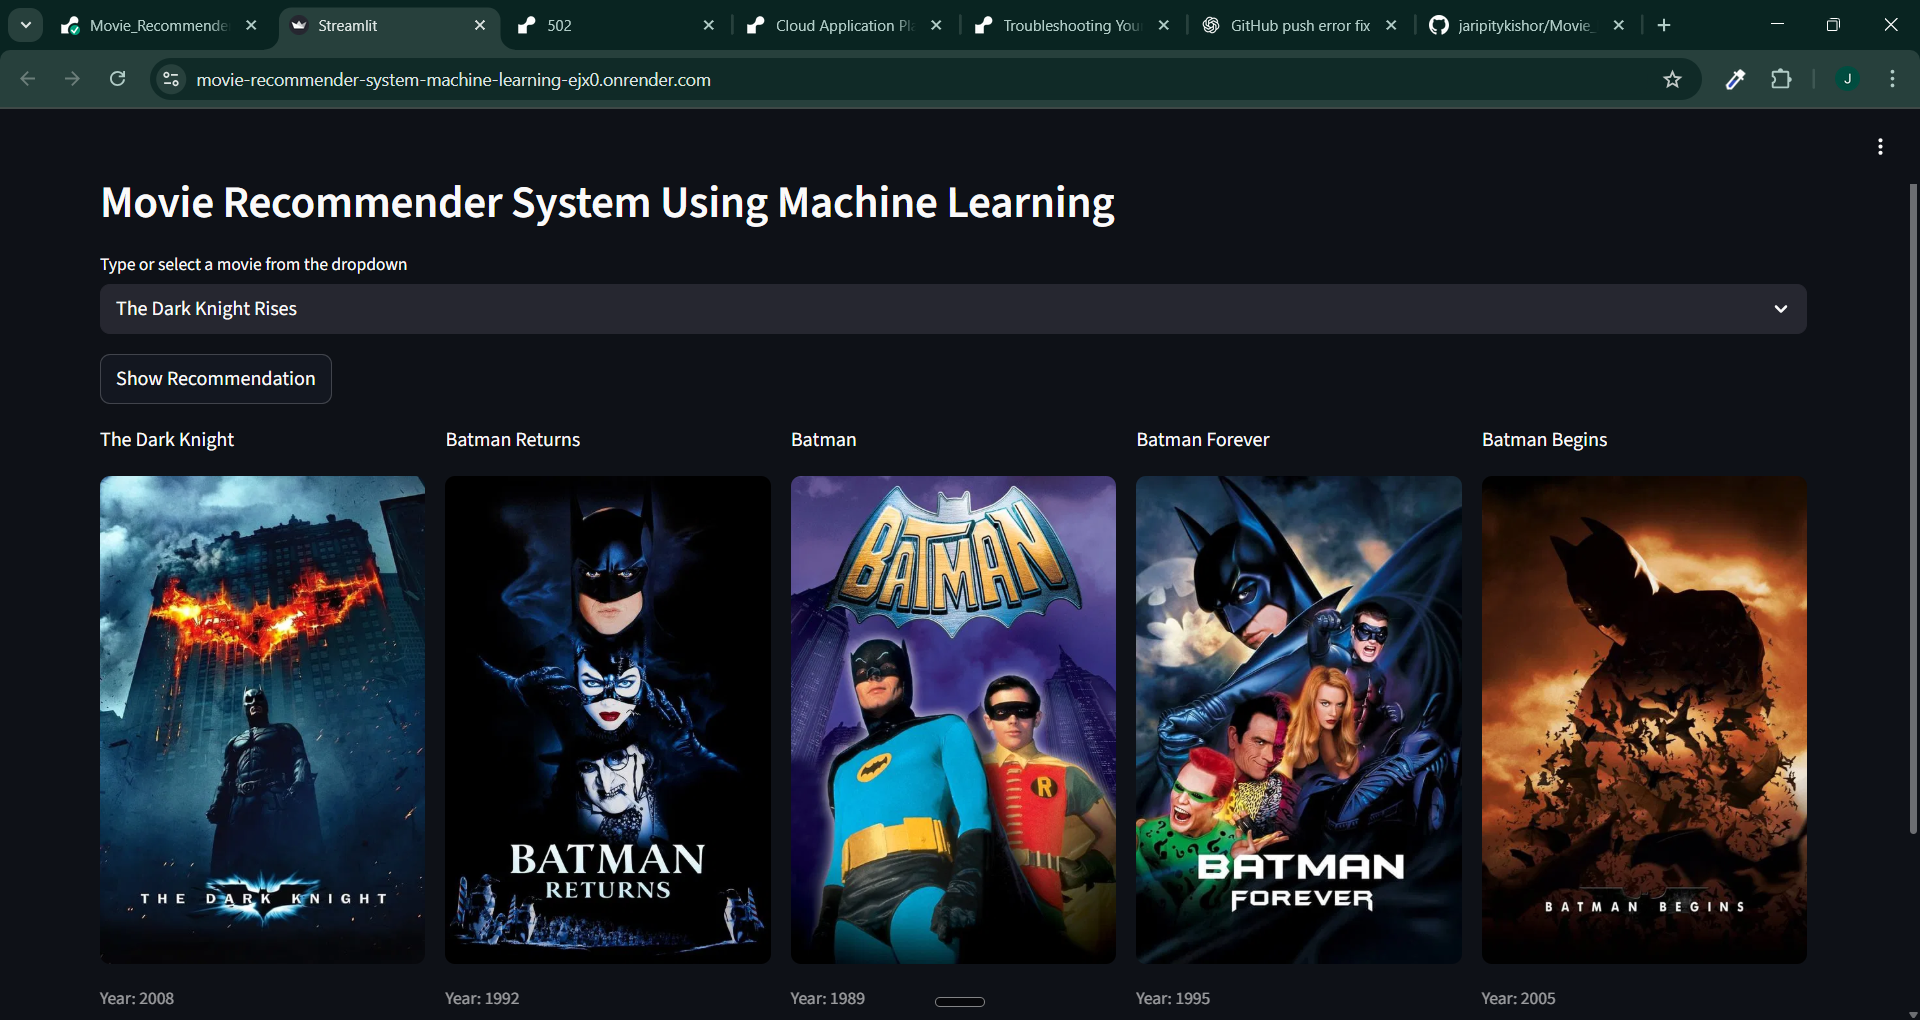 Movie_Recommende
Streamlit
502
Cloud Application Pl
Troubleshooting You
GitHub push error fix
jaripitykishor/Movie_
movie-recommender-system-machine-learning-ejx0.onrender.com
J
Movie Recommender System Using Machine Learning
Type or select a movie from the dropdown
The Dark Knight Rises
Show Recommendation
The Dark Knight
Batman Returns
Batman
Batman Forever
Batman Begins
THE DARK KNIGHT
BATMAN
RETURNS
BATMAN
R
BATMAN
FOREVER
BATMAN BEGINS
Year: 2008
Year: 1992
Year: 1989
Year: 1995
Year: 2005